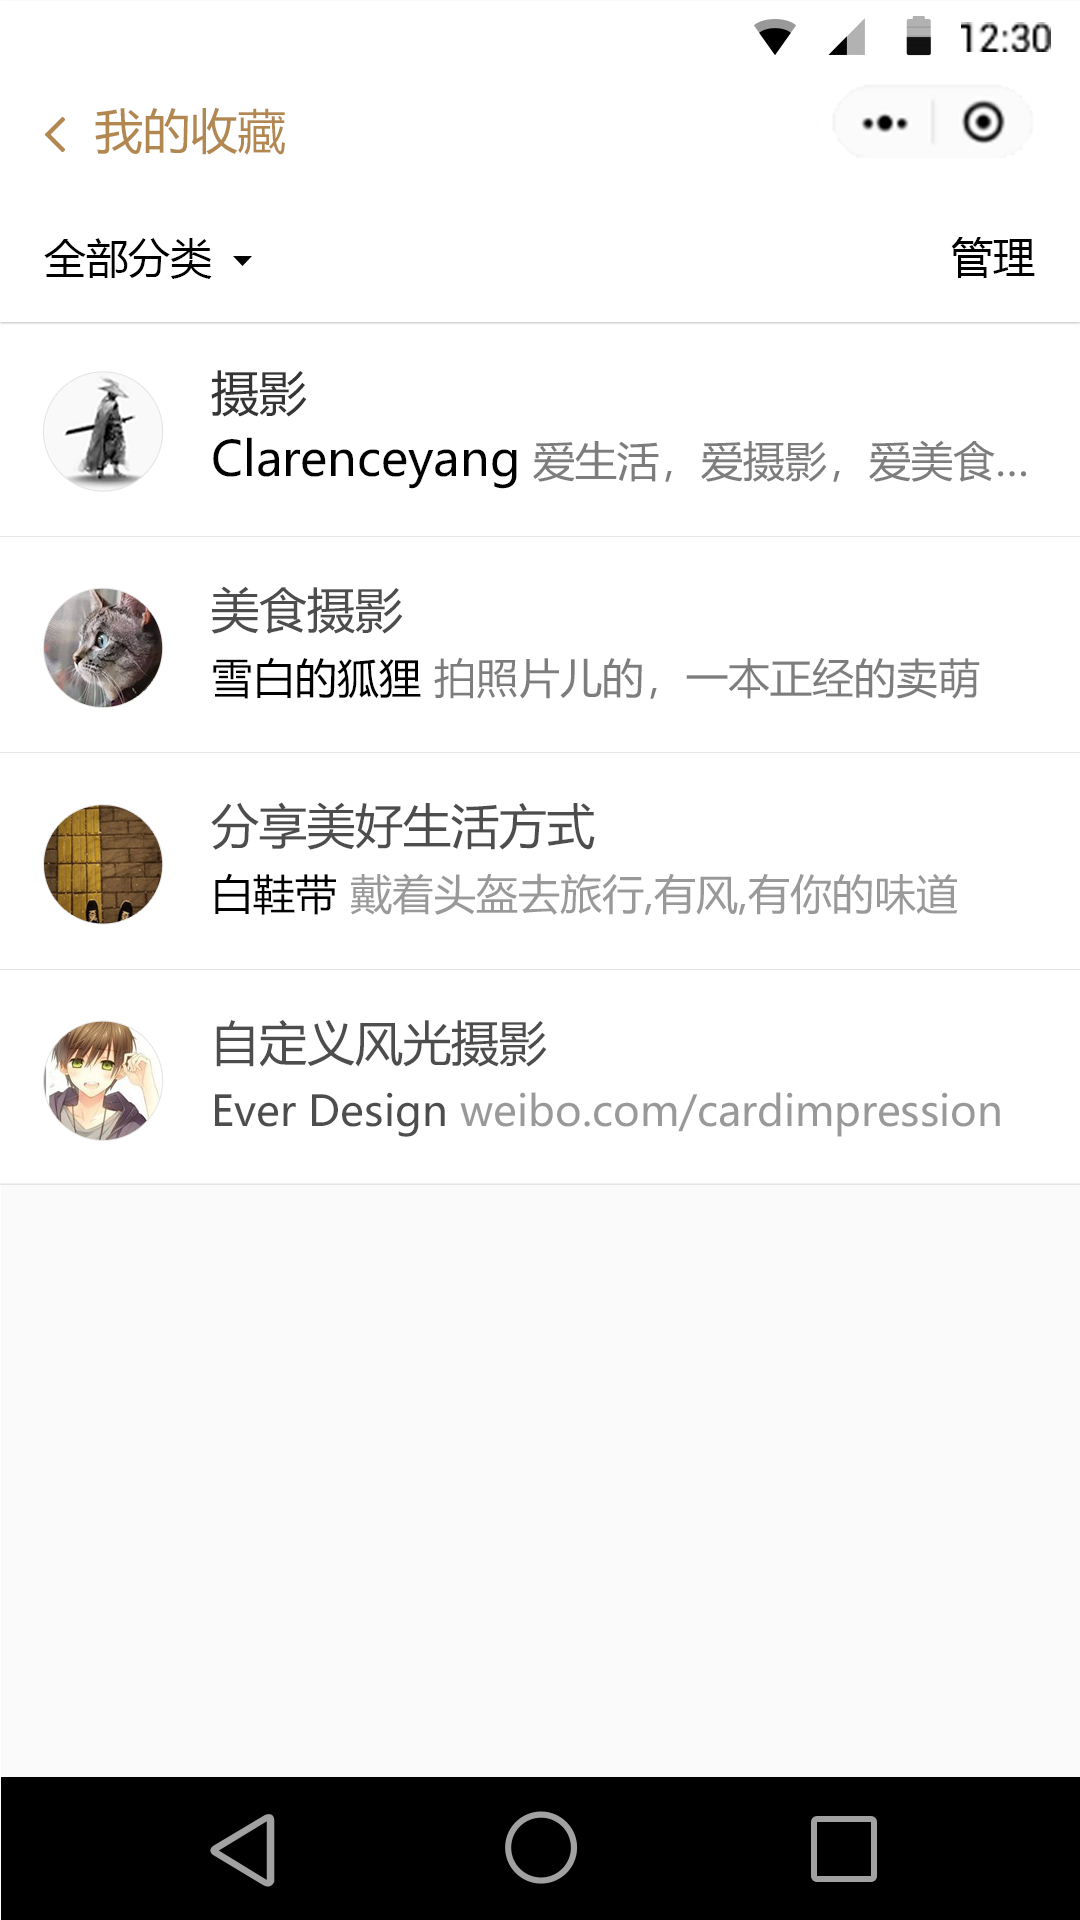 12:30
我的收藏
全部分类 管理
摄影
Clarenceyang 爱生活，爱摄影，爱美食...
美食摄影
雪白的狐狸 拍照片儿的，一本正经的卖萌
分享美好生活方式
白鞋带 戴着头盔去旅行,有风,有你的味道
自定义风光摄影
Ever Design weibo.com/cardimpression